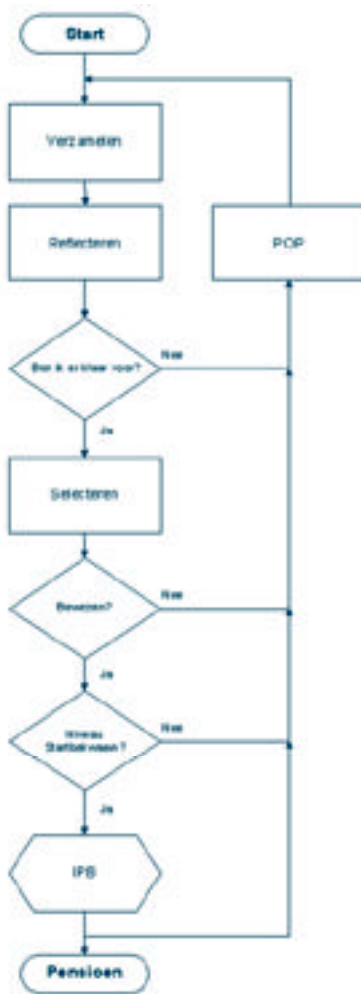 Start
Verzamelen
Reflecteren
POP
Ben ik er klaar voor?
Nee
Ja
Selecteren
Bewezen?
Nee
Ja
Niveau
Startbekwaam?
Nee
Ja
IPB
Pensioen